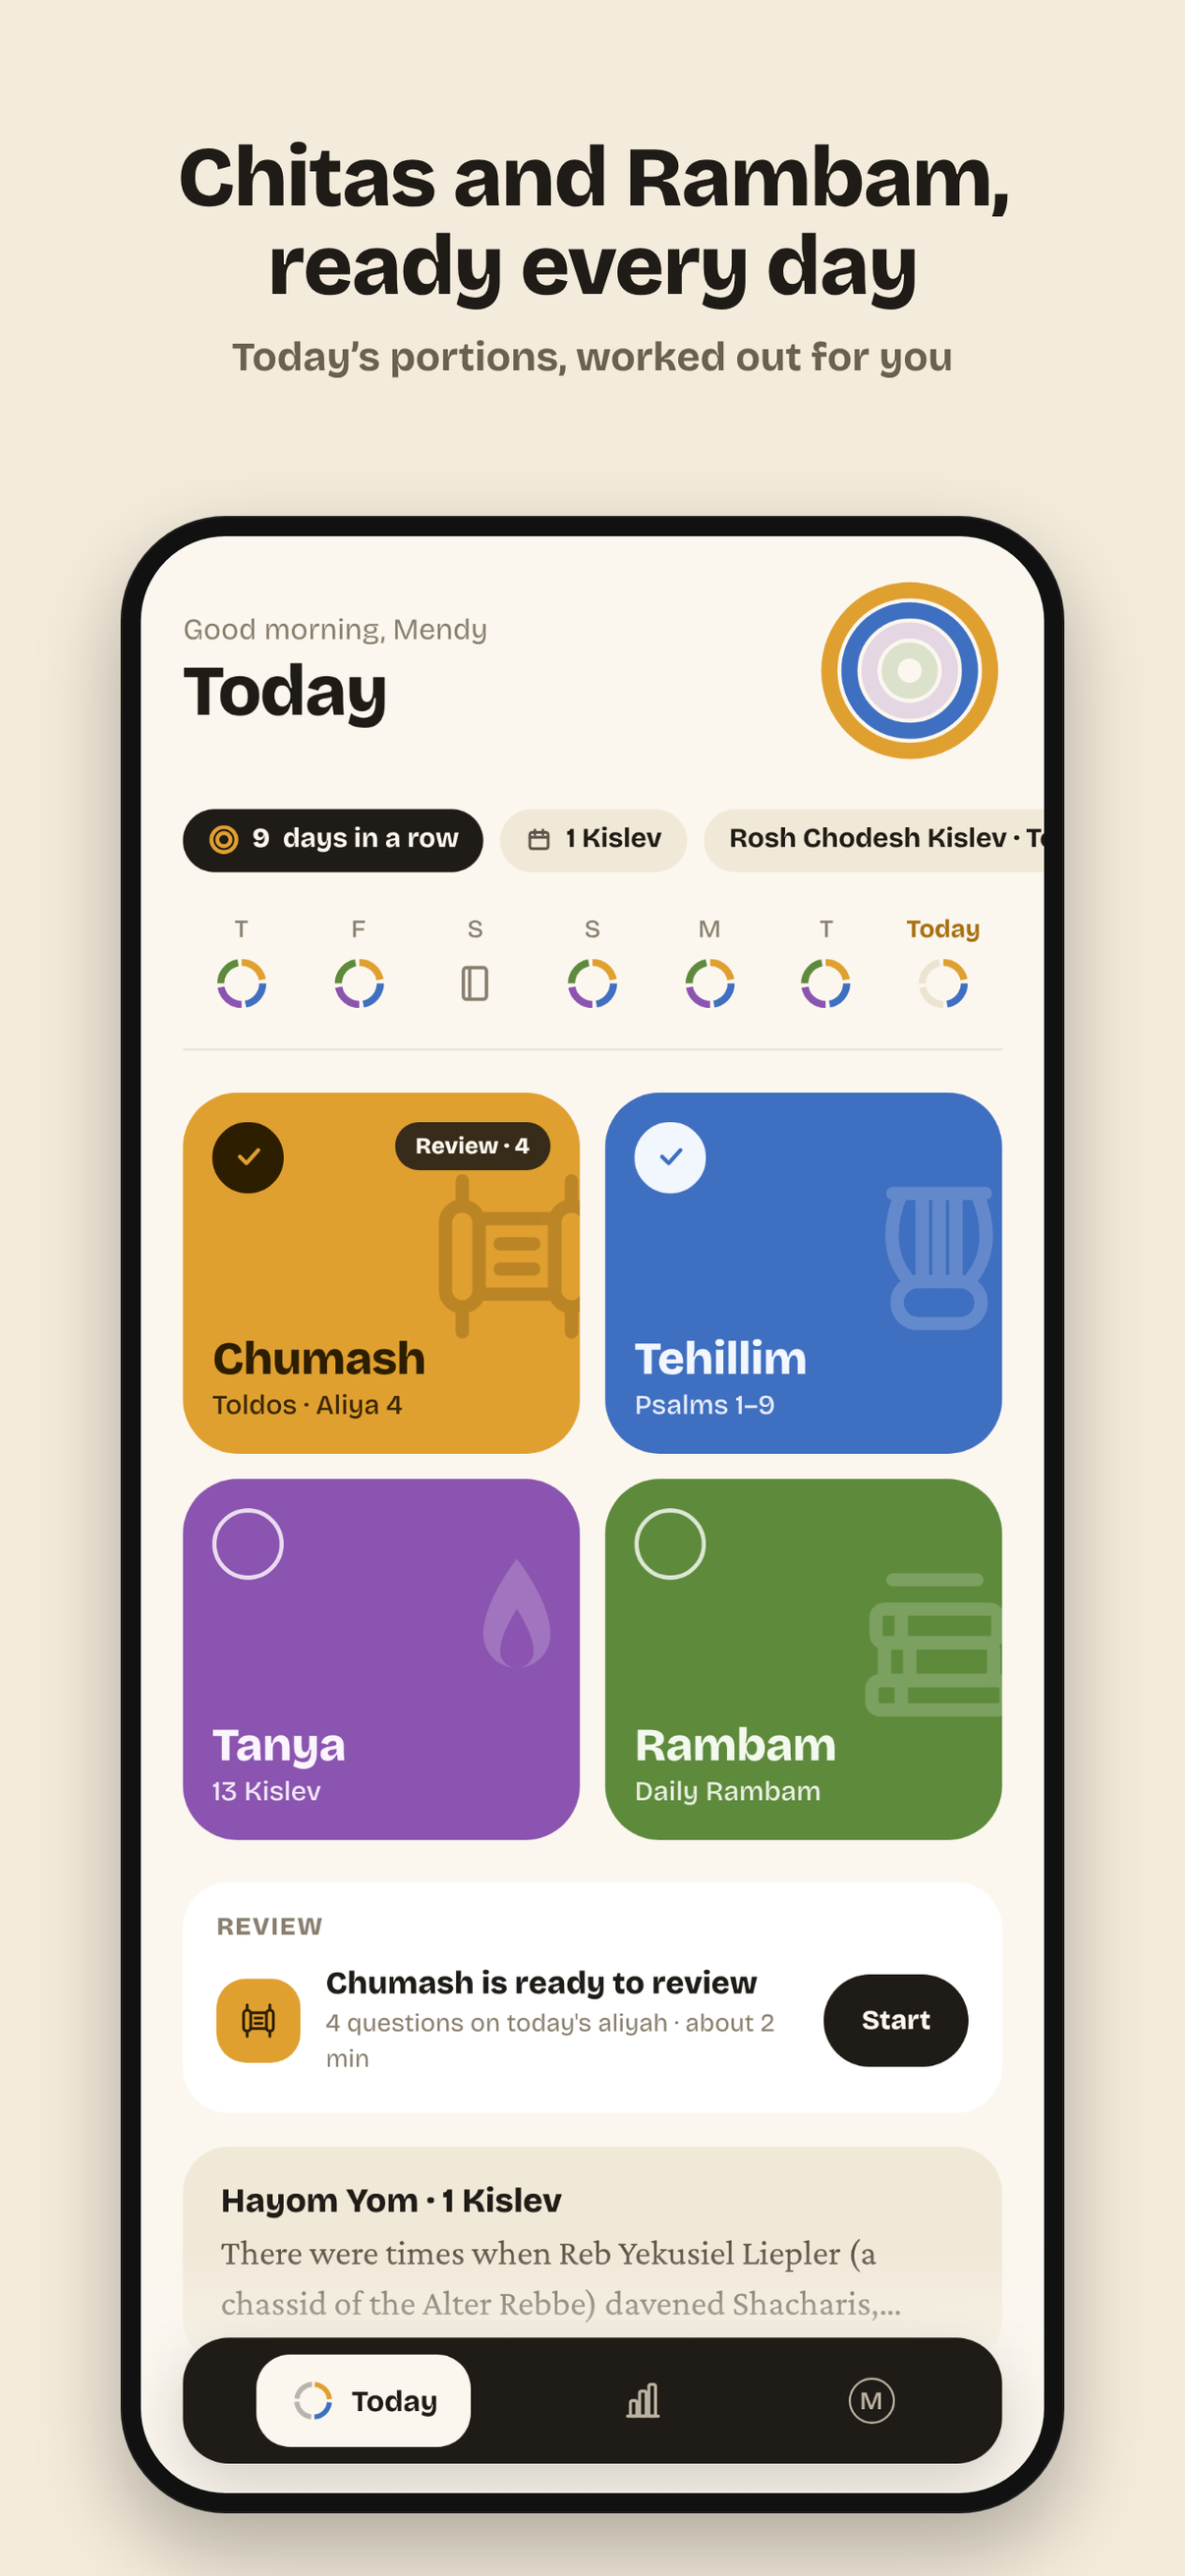 Chitas and Rambam,
ready every day
Today’s portions, worked out for you
Good morning, Mendy
Today
9 days in a row
1 Kislev
Rosh Chodesh Kislev · To
T F S S M T Today
Review · 4
Chumash
Toldos · Aliya 4
Tehillim
Psalms 1–9
Tanya
13 Kislev
Rambam
Daily Rambam
REVIEW
Chumash is ready to review
4 questions on today's aliyah · about 2
min
Start
Hayom Yom · 1 Kislev
There were times when Reb Yekusiel Liepler (a
chassid of the Alter Rebbe) davened Shacharis,...
Today
M